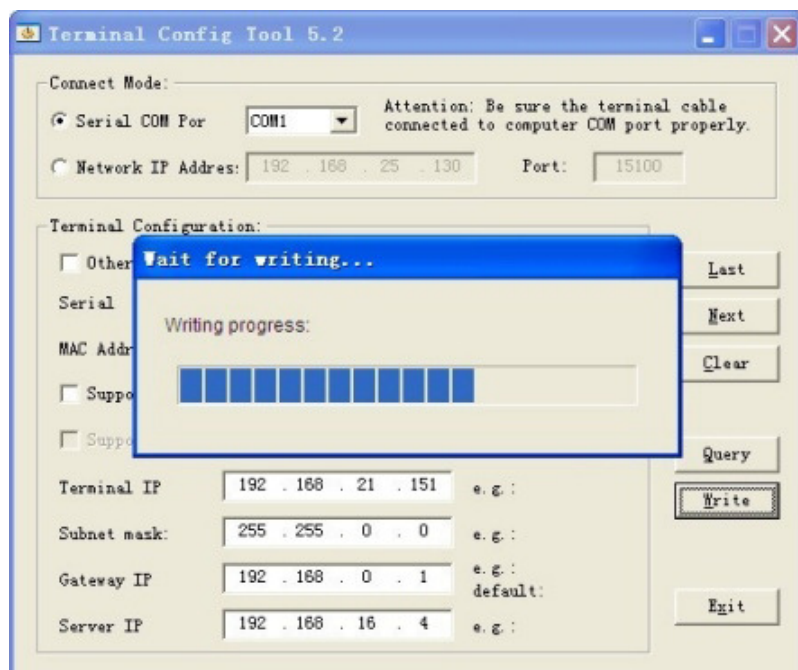 Terminal Config Tool 5.2
Connect Mode:
Serial COM Por COM1 Attention: Be sure the terminal cable
connected to computer COM port properly.
Network IP Addres: 192 . 168 . 25 . 130 Port: 15100
Terminal Configuration:
Other
Wait for writing...
Last
Serial
Writing progress:
Next
MAC Addr
Clear
Suppo
Suppo
Query
Terminal IP 192 . 168 . 21 . 151 e.g.:
Write
Subnet mask: 255 . 255 . 0 . 0 e.g.:
Gateway IP 192 . 168 . 0 . 1 e.g.:
default:
Exit
Server IP 192 . 168 . 16 . 4 e.g.: